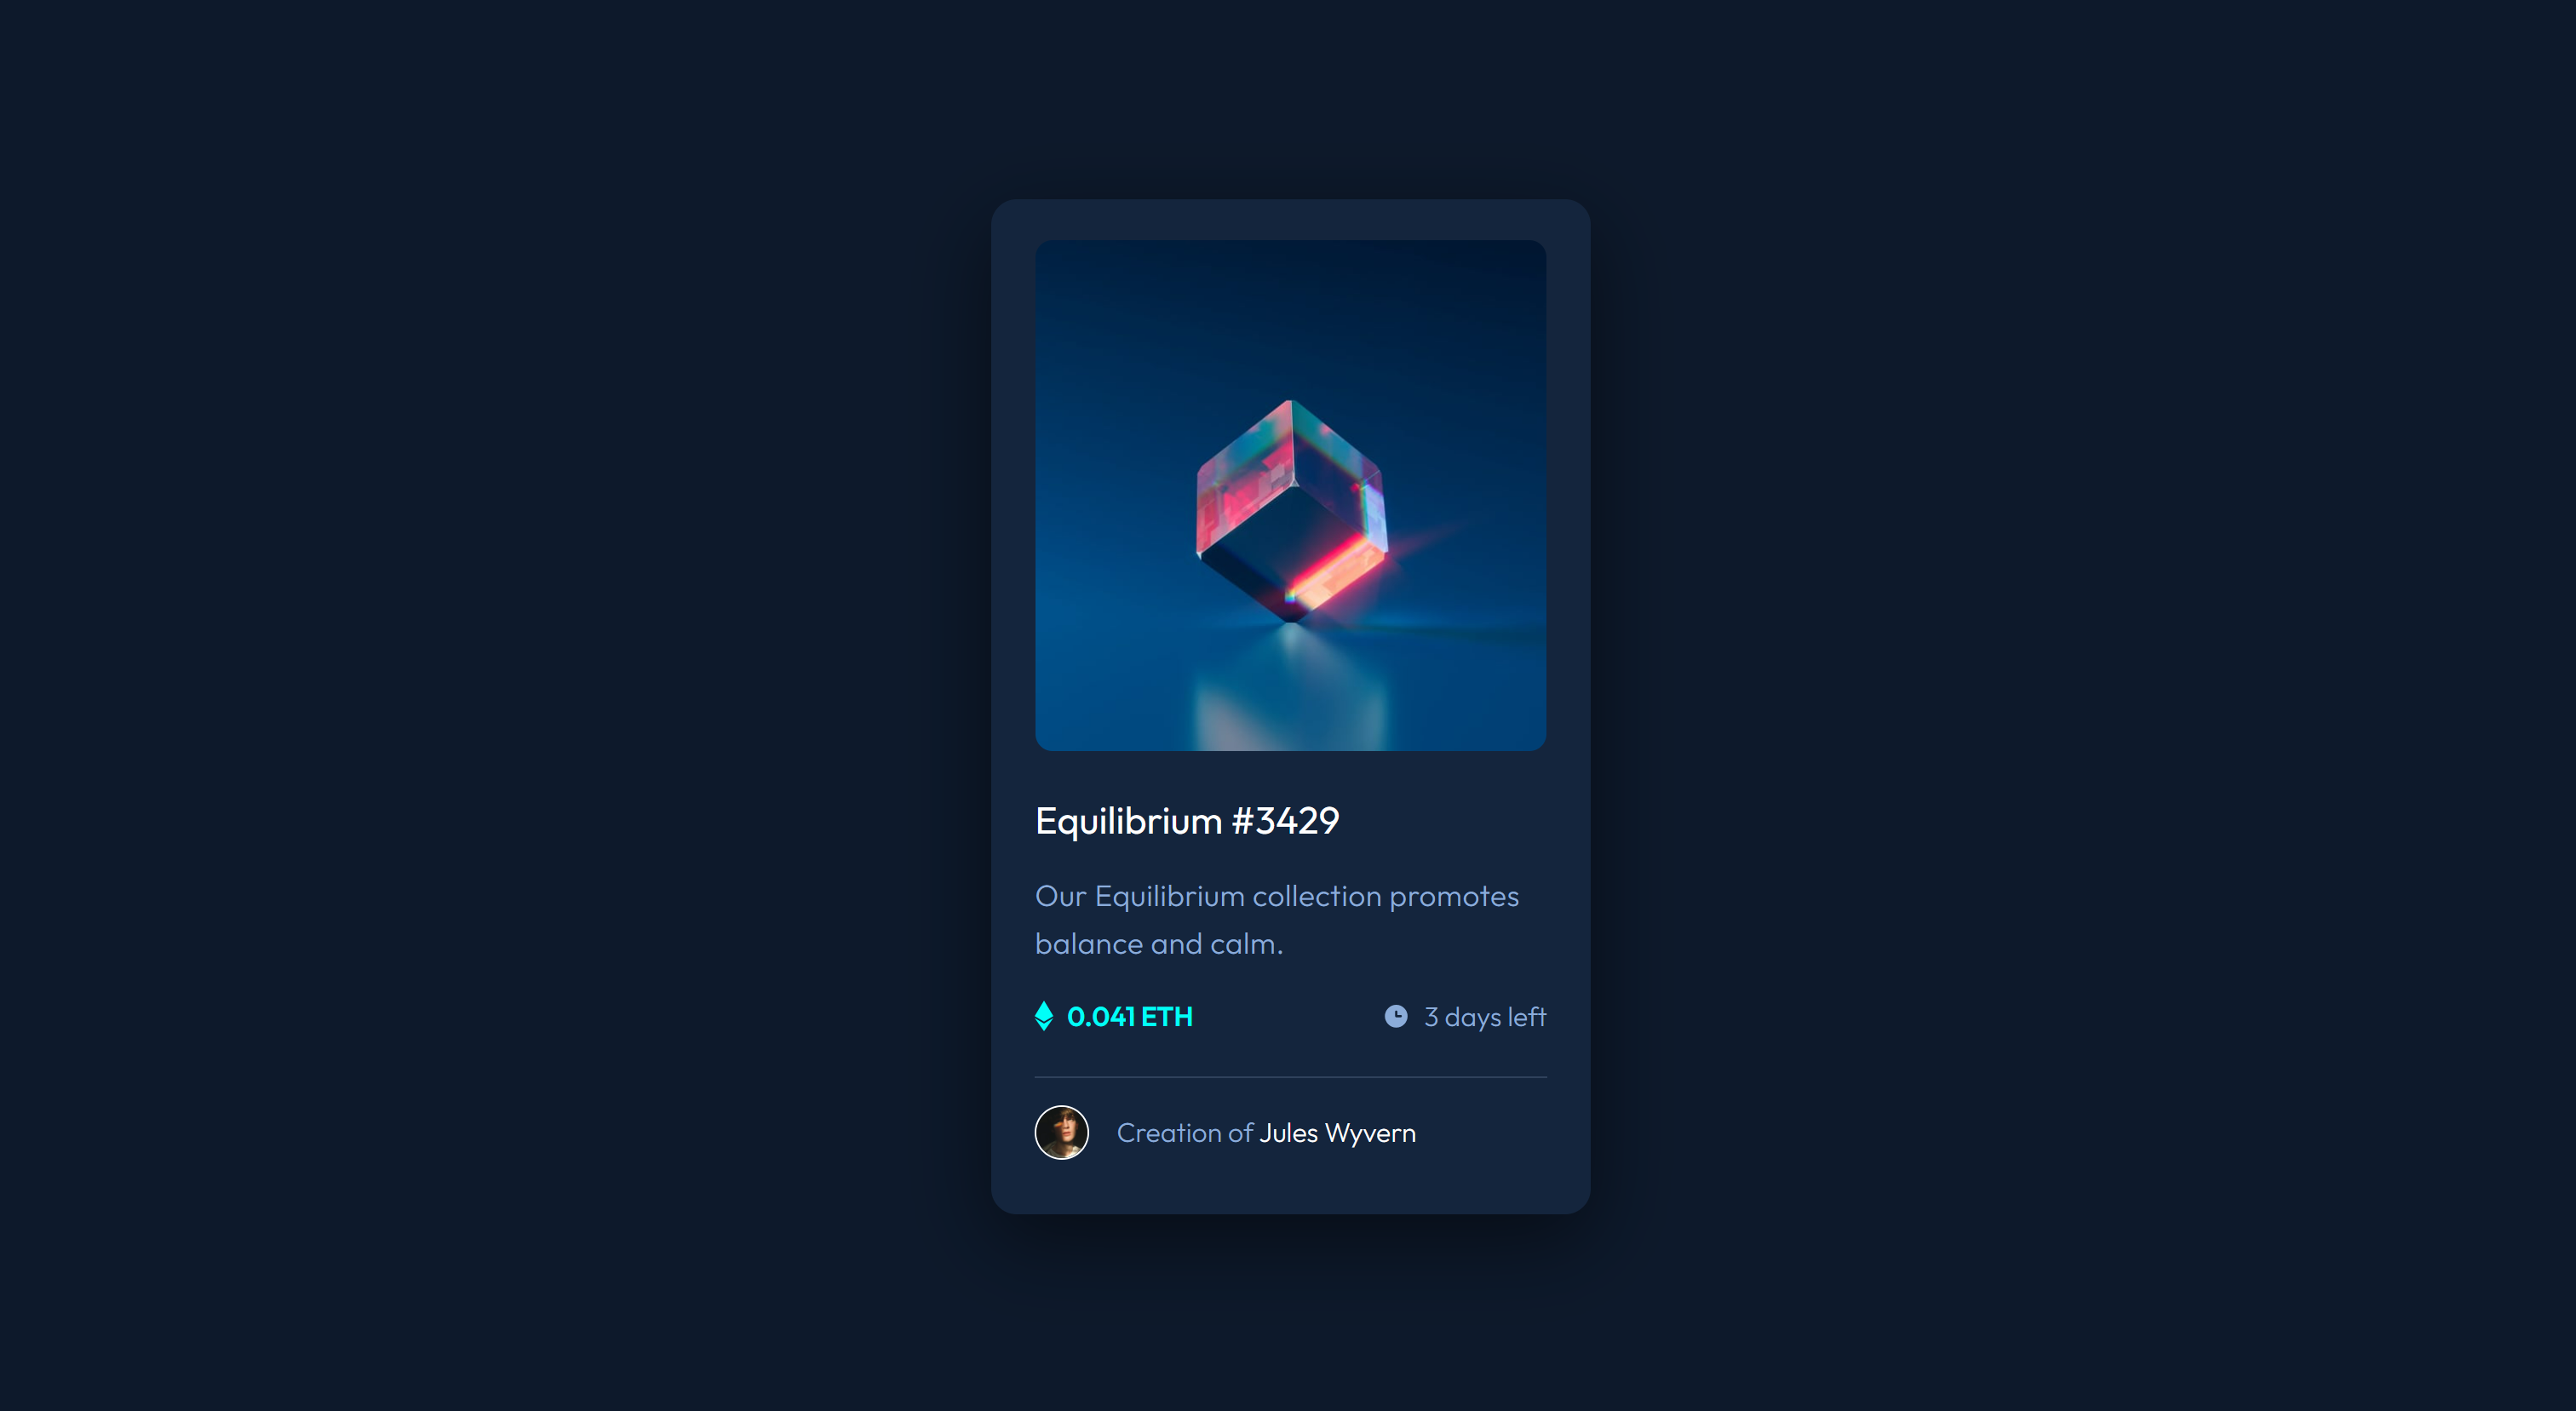 Equilibrium #3429
Our Equilibrium collection promotes
balance and calm.
0.041 ETH
3 days left
Creation of Jules Wyvern